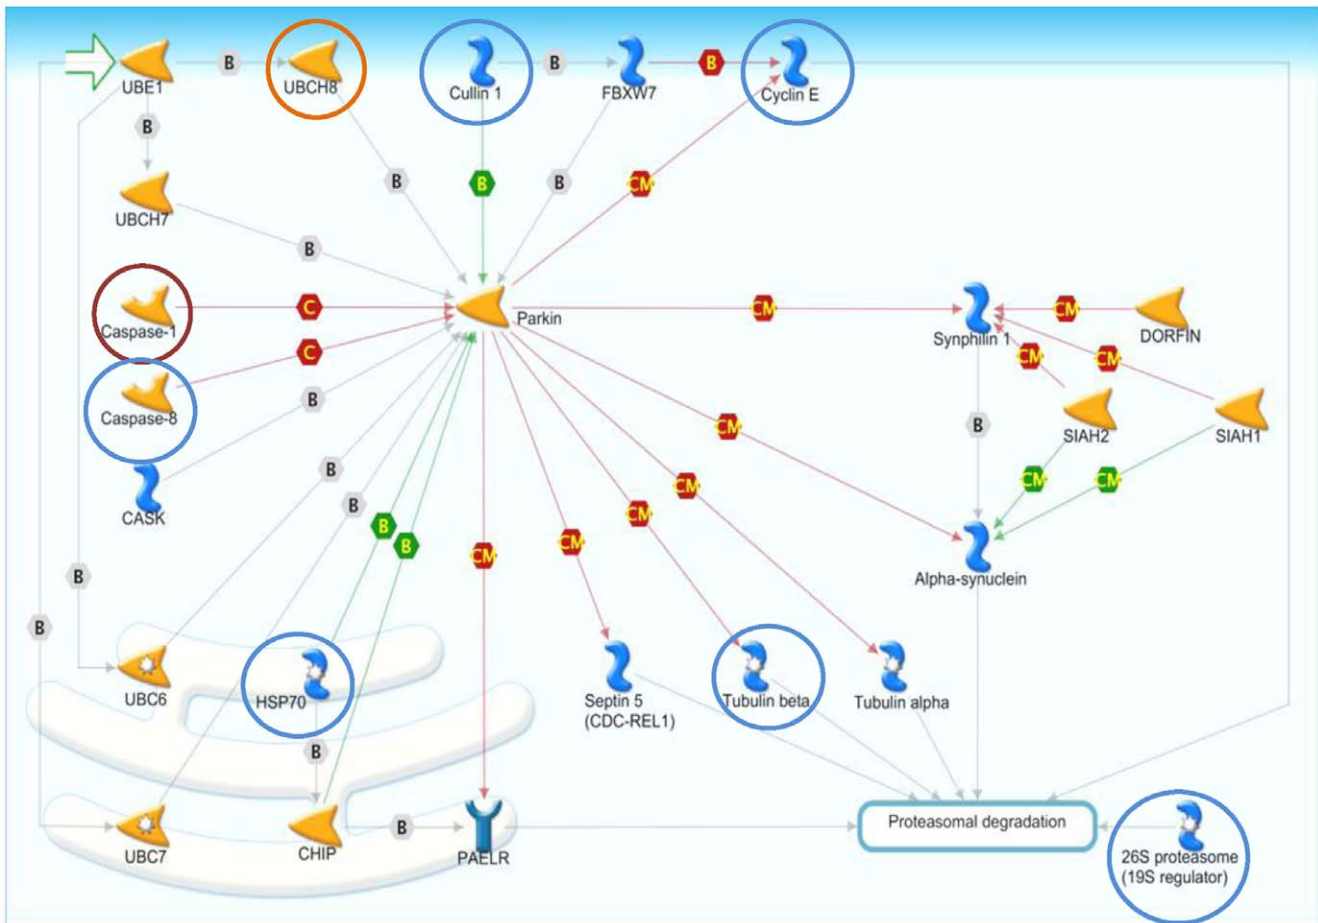 B
B
B
UBE1
UBCH8
Cullin 1
FBXW7
Cyclin E
B
B
B
B
CM
UBCH7
B
C
CM
CM
Caspase-1
Parkin
Synphilin 1
DORFIN
C
CM
CM
B
Caspase-8
SIAH2
SIAH1
CM
B
B
CM
CM
CM
B
CASK
B
CM
B
B
CM
CM
B
Alpha-synuclein
B
UBC6
HSP70
Septin 5
(CDC-REL1)
Tubulin beta
Tubulin alpha
B
B
Proteasomal degradation
UBC7
CHIP
PAELR
26S proteasome
(19S regulator)